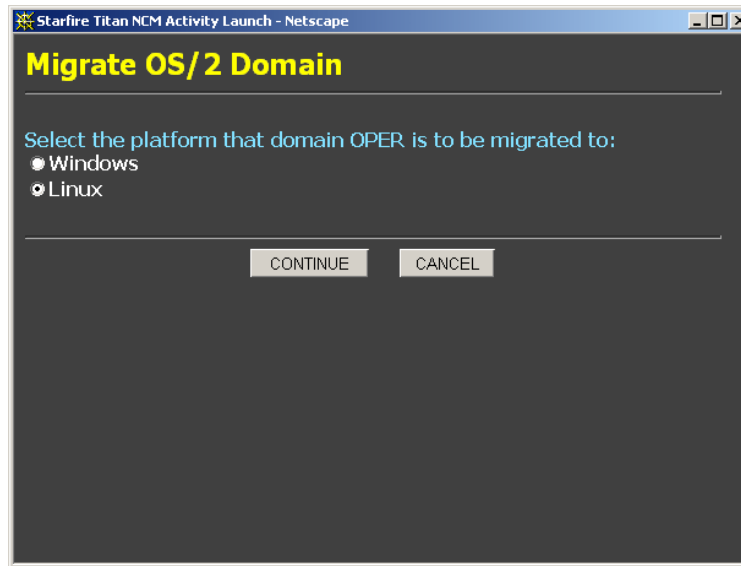 Starfire Titan NCM Activity Launch - Netscape
Migrate OS/2 Domain
Select the platform that domain OPER is to be migrated to:
Windows
Linux
CONTINUE CANCEL